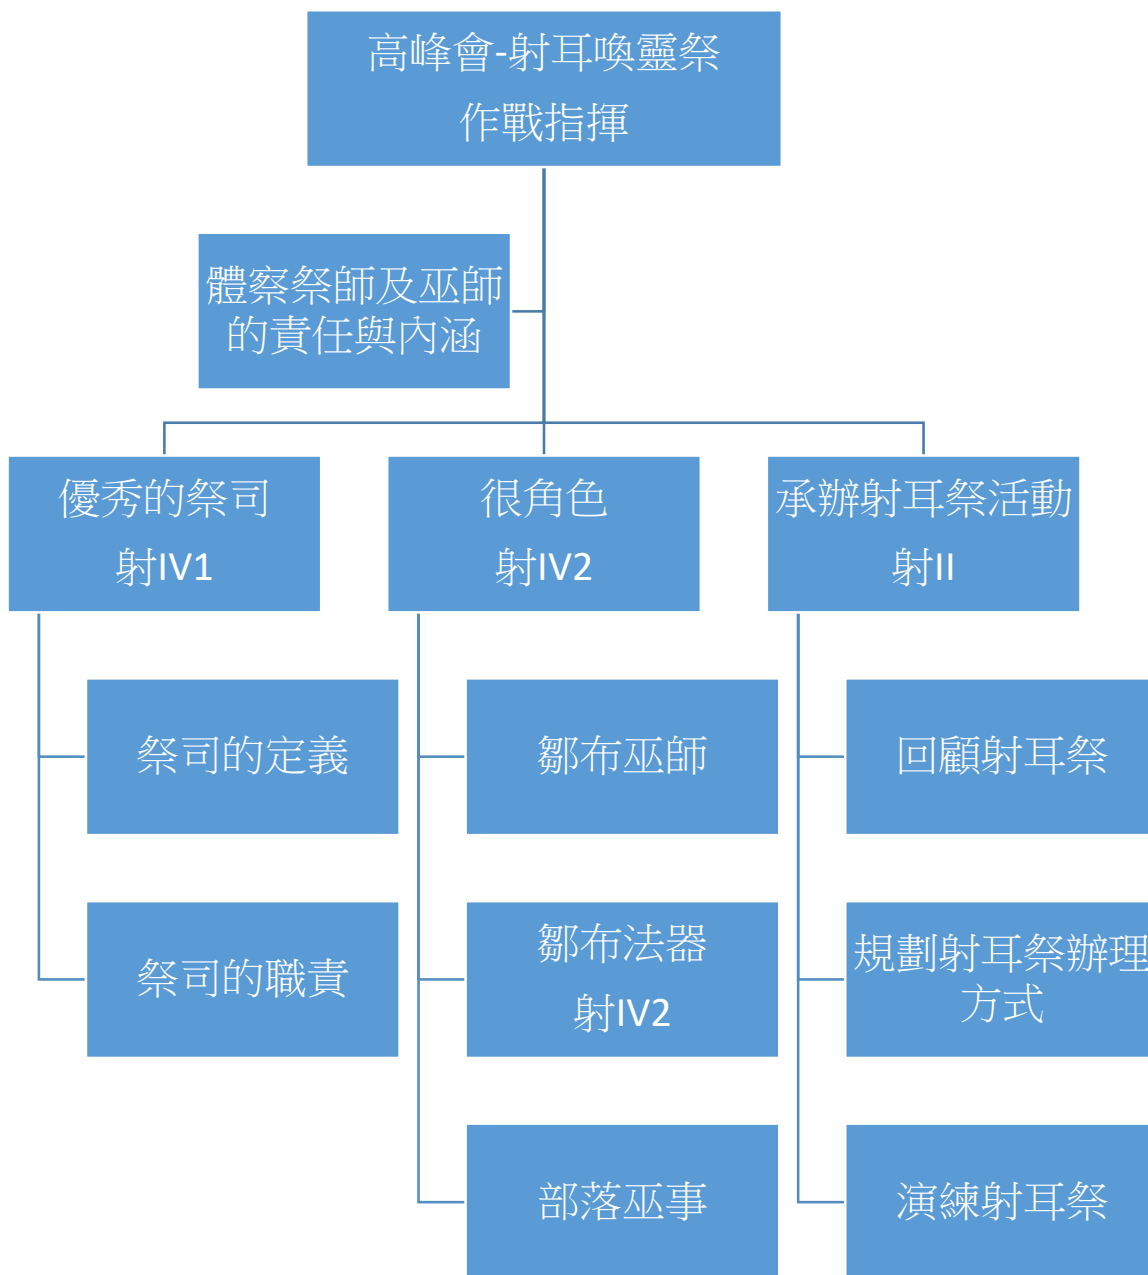 高峰會-射耳喚靈祭
作戰指揮
體察祭師及巫師
的責任與內涵
優秀的祭司
射IV1
很角色
射IV2
承辦射耳祭活動
射II
祭司的定義
鄒布巫師
回顧射耳祭
祭司的職責
鄒布法器
射IV2
規劃射耳祭辦理
方式
部落巫事
演練射耳祭